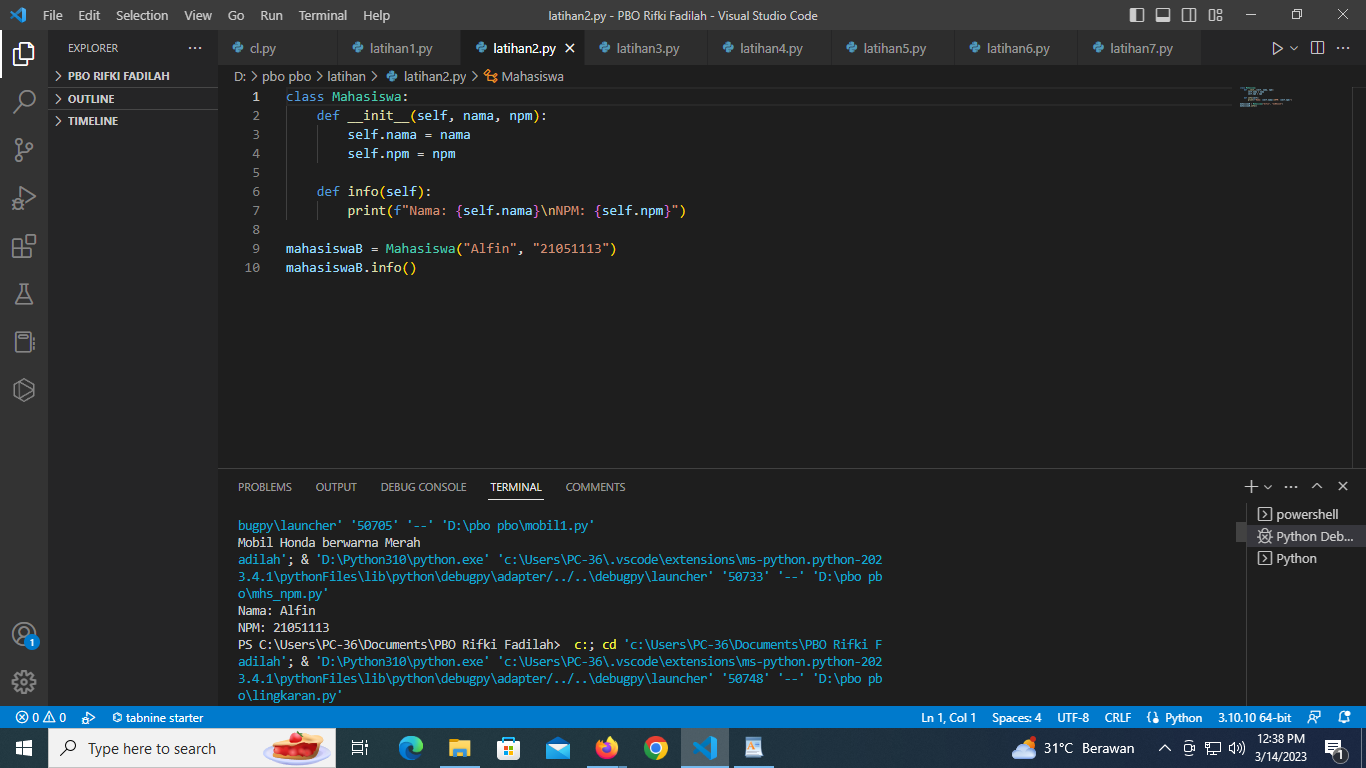 File Edit Selection View Go Run Terminal Help latihan2.py - PBO Rifki Fadilah - Visual Studio Code
EXPLORER ···
PBO RIFKI FADILAH
OUTLINE
TIMELINE
cl.py latihan1.py latihan2.py latihan3.py latihan4.py latihan5.py latihan6.py latihan7.py
D: > pbo pbo > latihan > latihan2.py > Mahasiswa
1 class Mahasiswa:
2     def __init__(self, nama, npm):
3         self.nama = nama
4         self.npm = npm
5
6     def info(self):
7         print(f"Nama: {self.nama}\nNPM: {self.npm}")
8
9 mahasiswaB = Mahasiswa("Alfin", "21051113")
10 mahasiswaB.info()
PROBLEMS OUTPUT DEBUG CONSOLE TERMINAL COMMENTS
bugpy\launcher' '50705' '--' 'D:\pbo pbo\mobil1.py'
Mobil Honda berwarna Merah
adilah'; & 'D:\Python310\python.exe' 'c:\Users\PC-36\.vscode\extensions\ms-python.python-202
3.4.1\pythonFiles\lib\python\debugpy\adapter/../..\debugpy\launcher' '50733' '--' 'D:\pbo pb
o\mhs_npm.py'
Nama: Alfin
NPM: 21051113
PS C:\Users\PC-36\Documents\PBO Rifki Fadilah>  c:; cd 'c:\Users\PC-36\Documents\PBO Rifki F
adilah'; & 'D:\Python310\python.exe' 'c:\Users\PC-36\.vscode\extensions\ms-python.python-202
3.4.1\pythonFiles\lib\python\debugpy\adapter/../..\debugpy\launcher' '50748' '--' 'D:\pbo pb
o\lingkaran.py'
powershell
Python Deb...
Python
1
0 0 tabnine starter Ln 1, Col 1 Spaces: 4 UTF-8 CRLF Python 3.10.10 64-bit
Type here to search 31°C Berawan 12:38 PM
3/14/2023
1